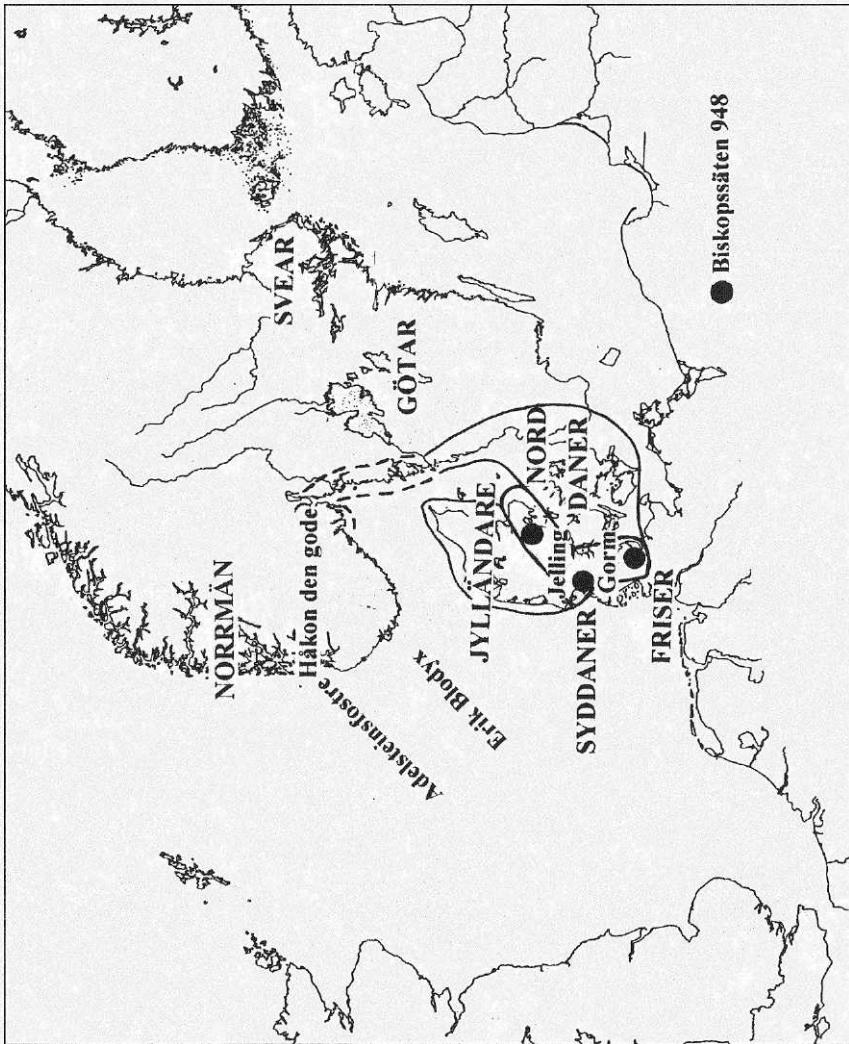 NORRMÄN
Håkon den gode
Adelsteinsfostre
Erik Blodyx
SVEAR
GÖTAR
JYLLÄNDARE
NORD
DANER
Jelling
SYDDANER
Gorm
FRISER
Biskopssäten 948